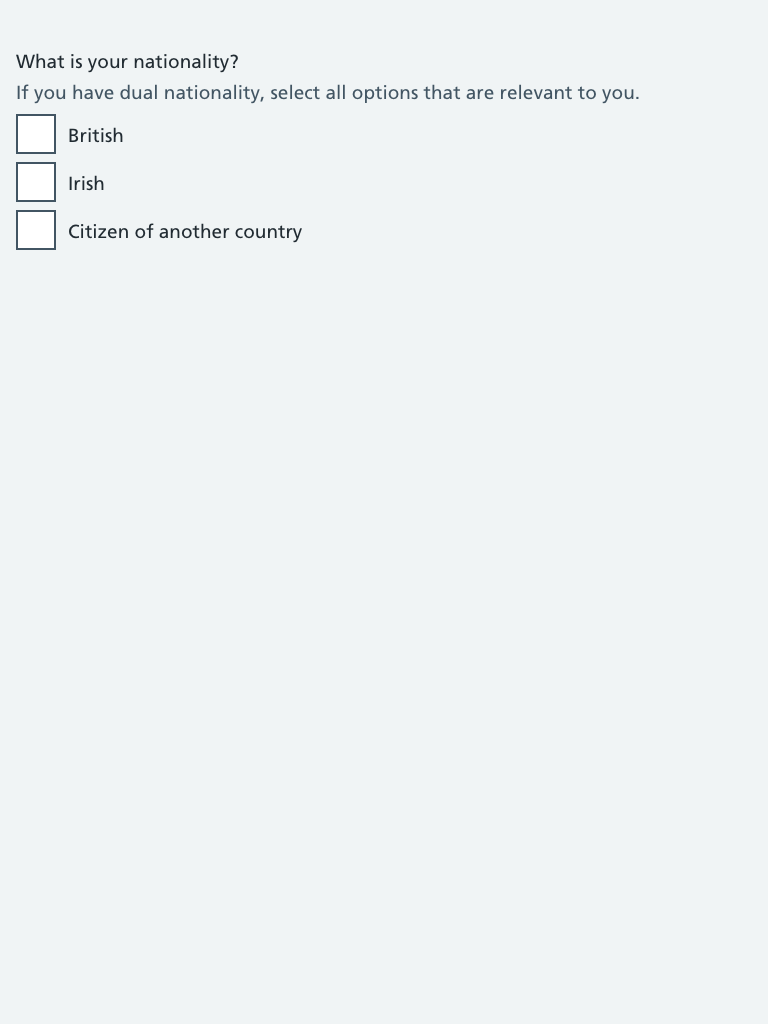 What is your nationality?
If you have dual nationality, select all options that are relevant to you.
British
Irish
Citizen of another country